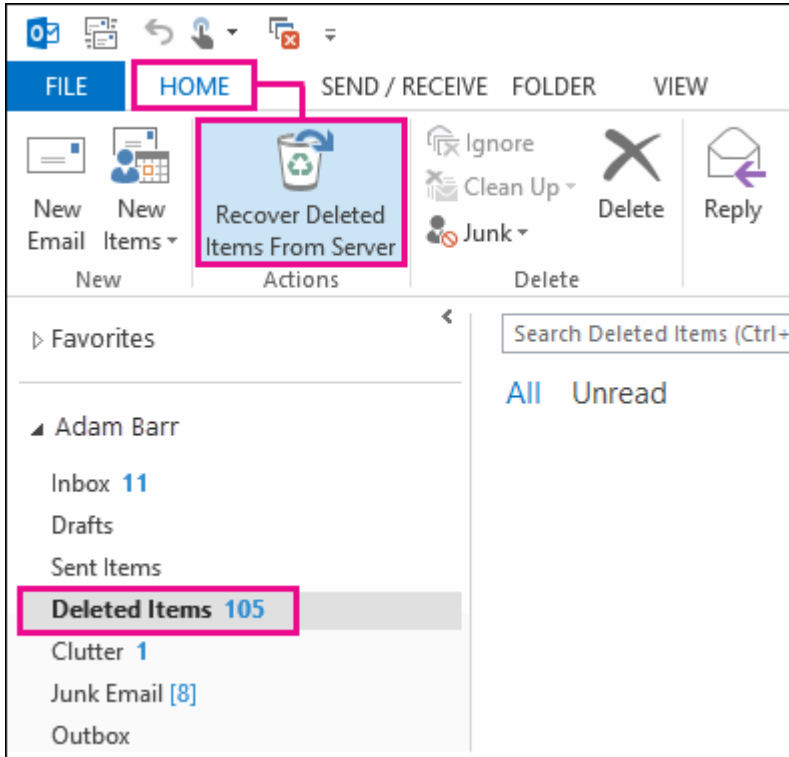 FILE HOME SEND / RECEIVE FOLDER VIEW
New Email
New Items
Recover Deleted
Items From Server
Ignore
Clean Up
Junk
Delete
Reply
New Actions Delete
Favorites
Search Deleted Items (Ctrl+
All Unread
Adam Barr
Inbox 11
Drafts
Sent Items
Deleted Items 105
Clutter 1
Junk Email [8]
Outbox